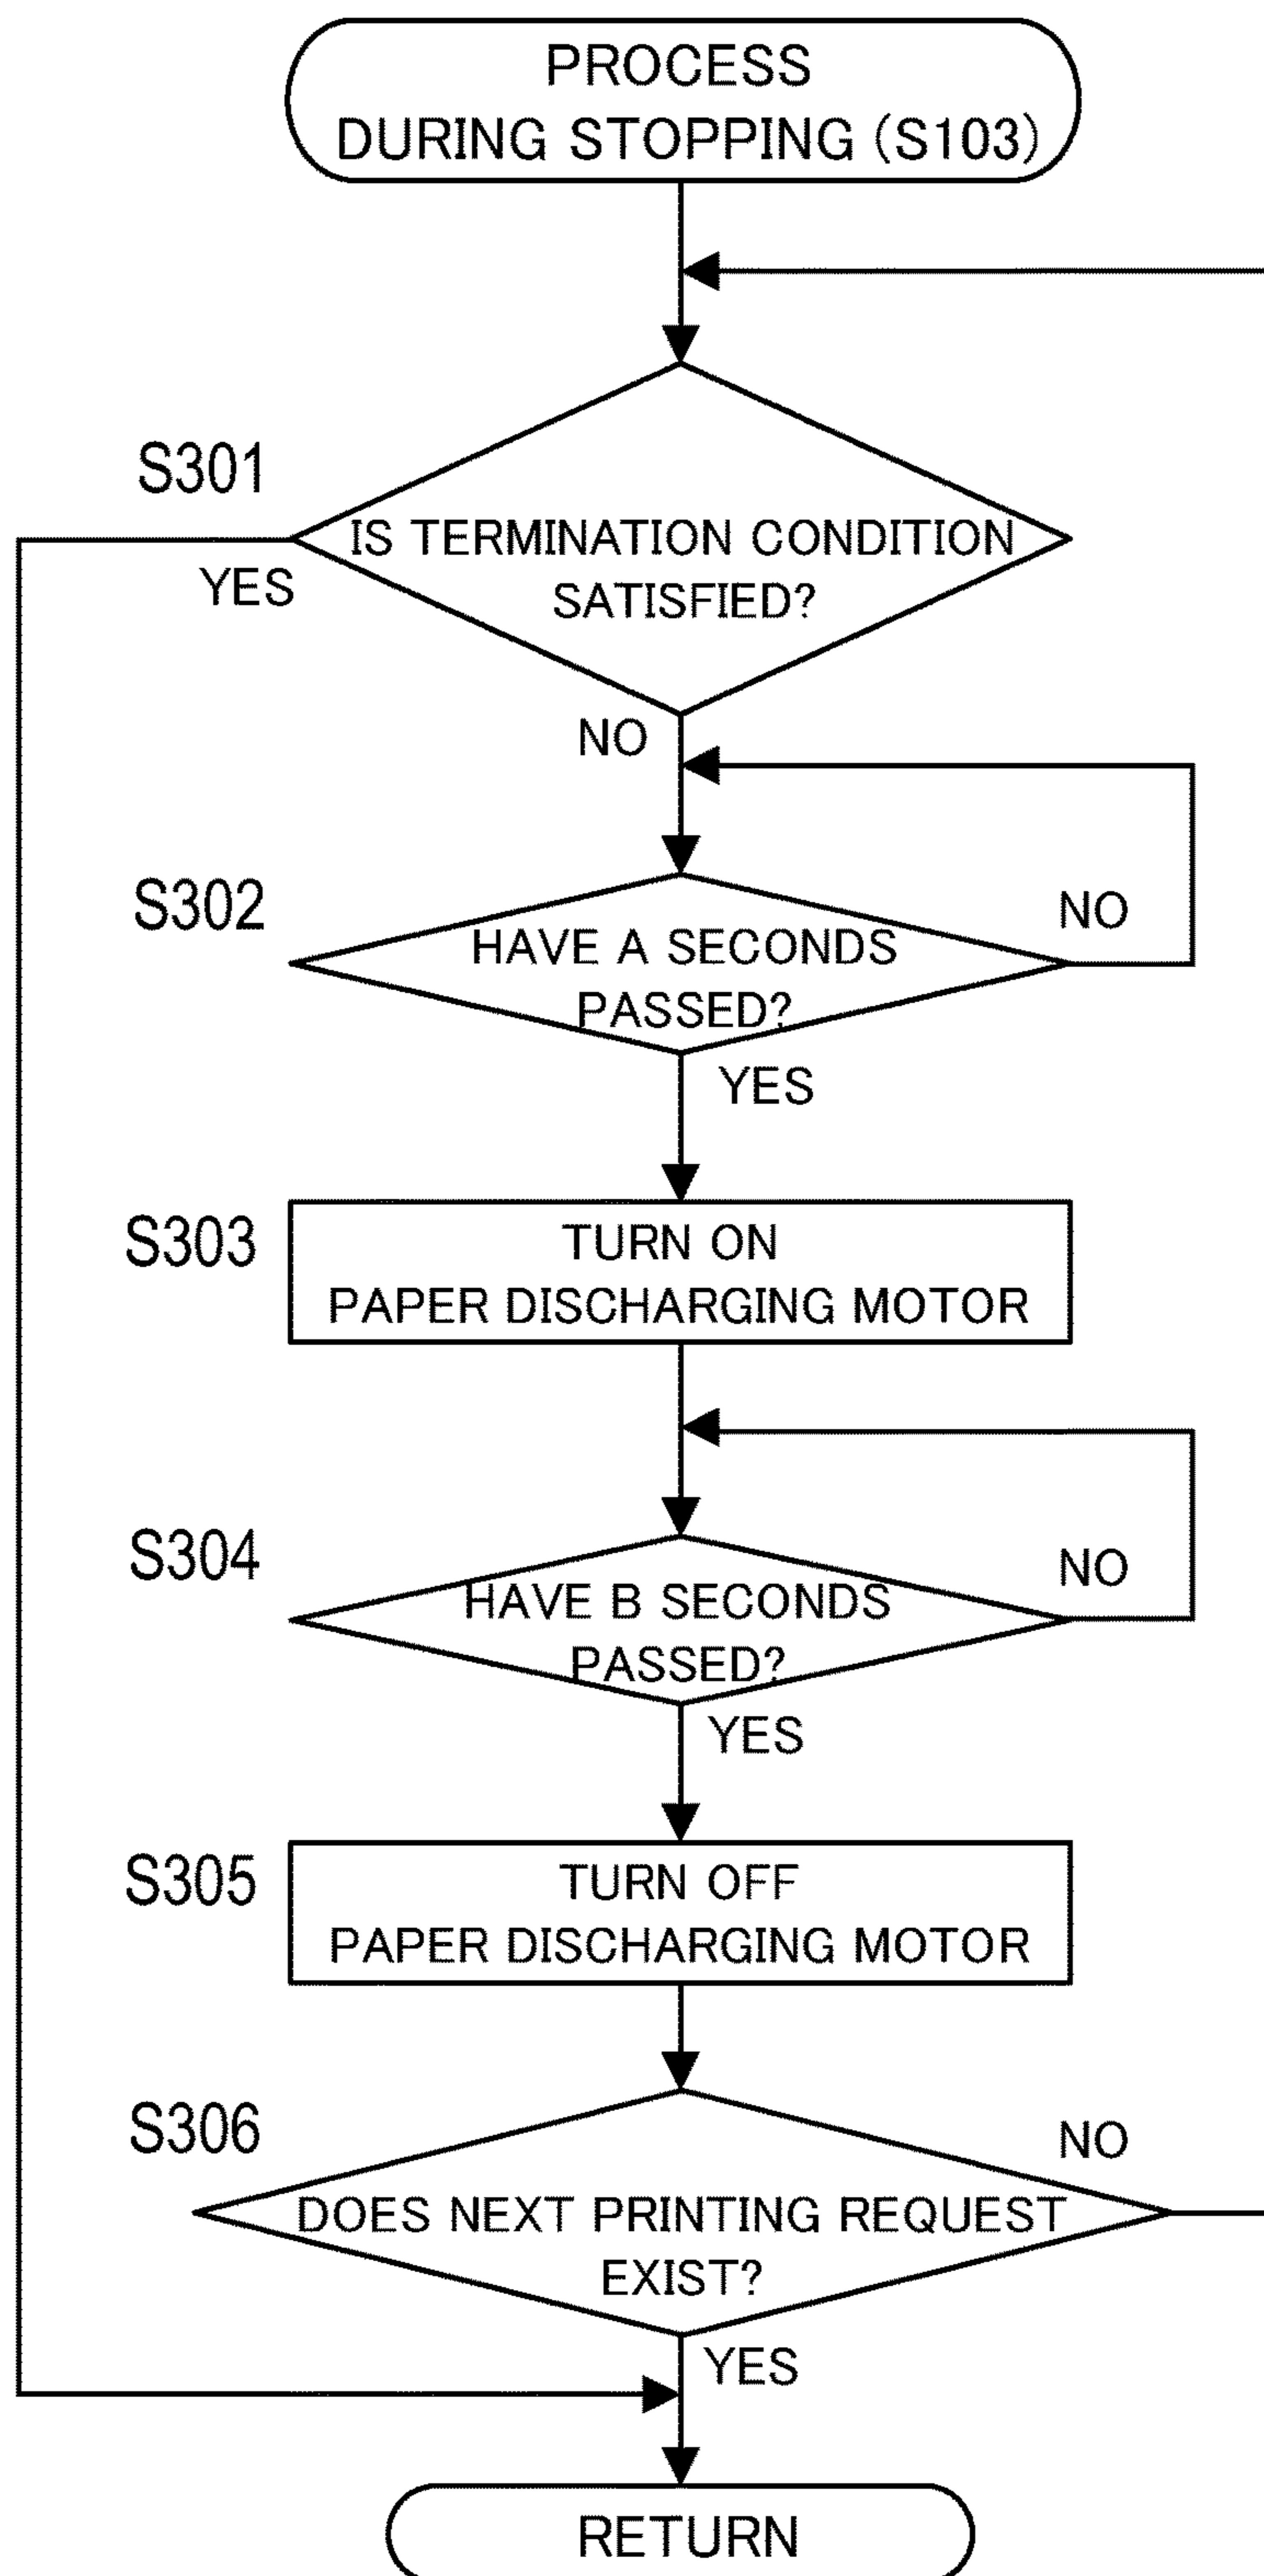 PROCESS
DURING STOPPING (S103)
S301
IS TERMINATION CONDITION
SATISFIED?
YES
NO
S302
HAVE A SECONDS
PASSED?
NO
YES
S303
TURN ON
PAPER DISCHARGING MOTOR
S304
HAVE B SECONDS
PASSED?
NO
YES
S305
TURN OFF
PAPER DISCHARGING MOTOR
S306
DOES NEXT PRINTING REQUEST
EXIST?
NO
YES
RETURN